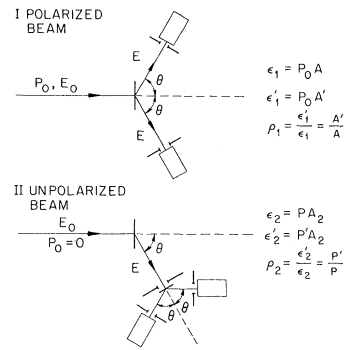 I POLARIZED
BEAM
E
P₀, E₀
θ
θ
E
ϵ₁ = P₀A
ϵ₁′ = P₀A′
ρ₁ = ϵ₁′/ϵ₁ = A′/A
II UNPOLARIZED
BEAM
E₀
P₀ = 0
θ
E
θ θ
ϵ₂ = PA₂
ϵ₂′ = P′A₂
ρ₂ = ϵ₂′/ϵ₂ = P′/P